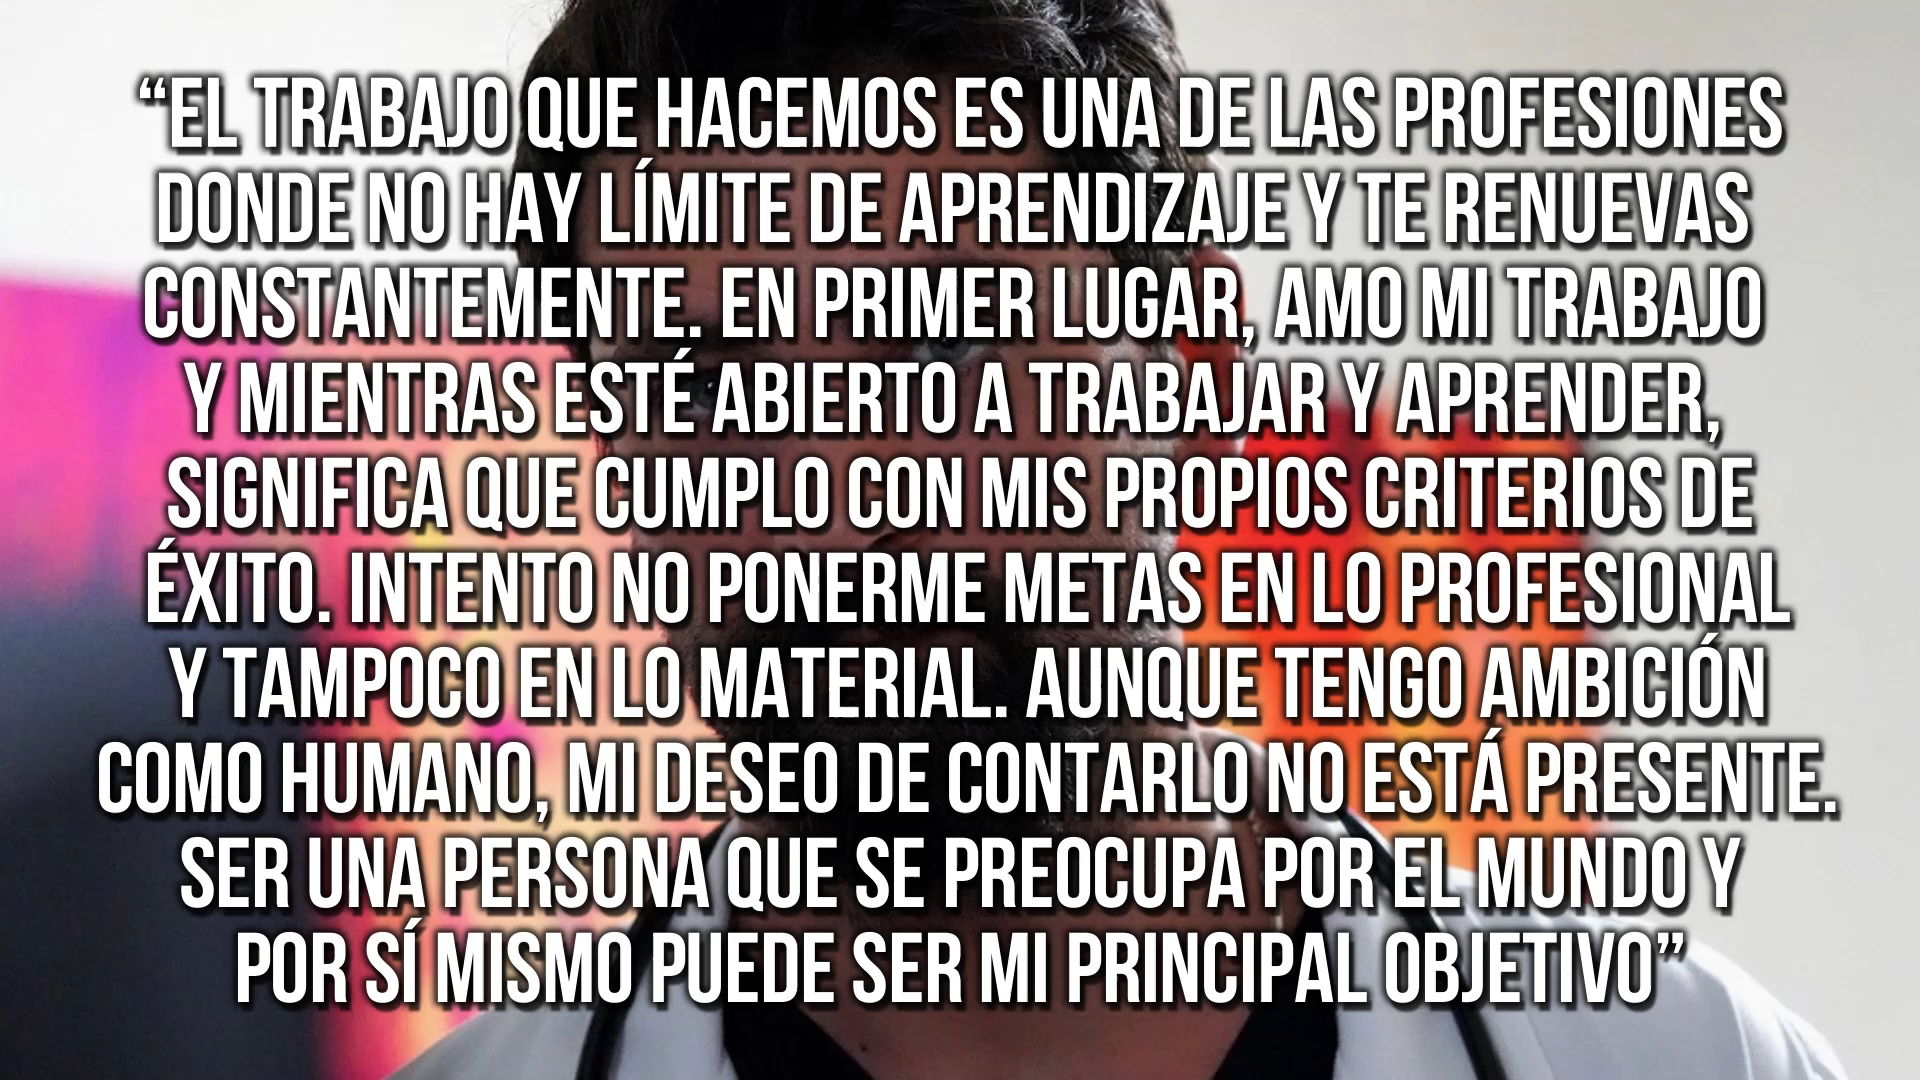 “EL TRABAJO QUE HACEMOS ES UNA DE LAS PROFESIONES
DONDE NO HAY LÍMITE DE APRENDIZAJE Y TE RENUEVAS
CONSTANTEMENTE. EN PRIMER LUGAR, AMO MI TRABAJO
Y MIENTRAS ESTÉ ABIERTO A TRABAJAR Y APRENDER,
SIGNIFICA QUE CUMPLO CON MIS PROPIOS CRITERIOS DE
ÉXITO. INTENTO NO PONERME METAS EN LO PROFESIONAL
Y TAMPOCO EN LO MATERIAL. AUNQUE TENGO AMBICIÓN
COMO HUMANO, MI DESEO DE CONTARLO NO ESTÁ PRESENTE.
SER UNA PERSONA QUE SE PREOCUPA POR EL MUNDO Y
POR SÍ MISMO PUEDE SER MI PRINCIPAL OBJETIVO”